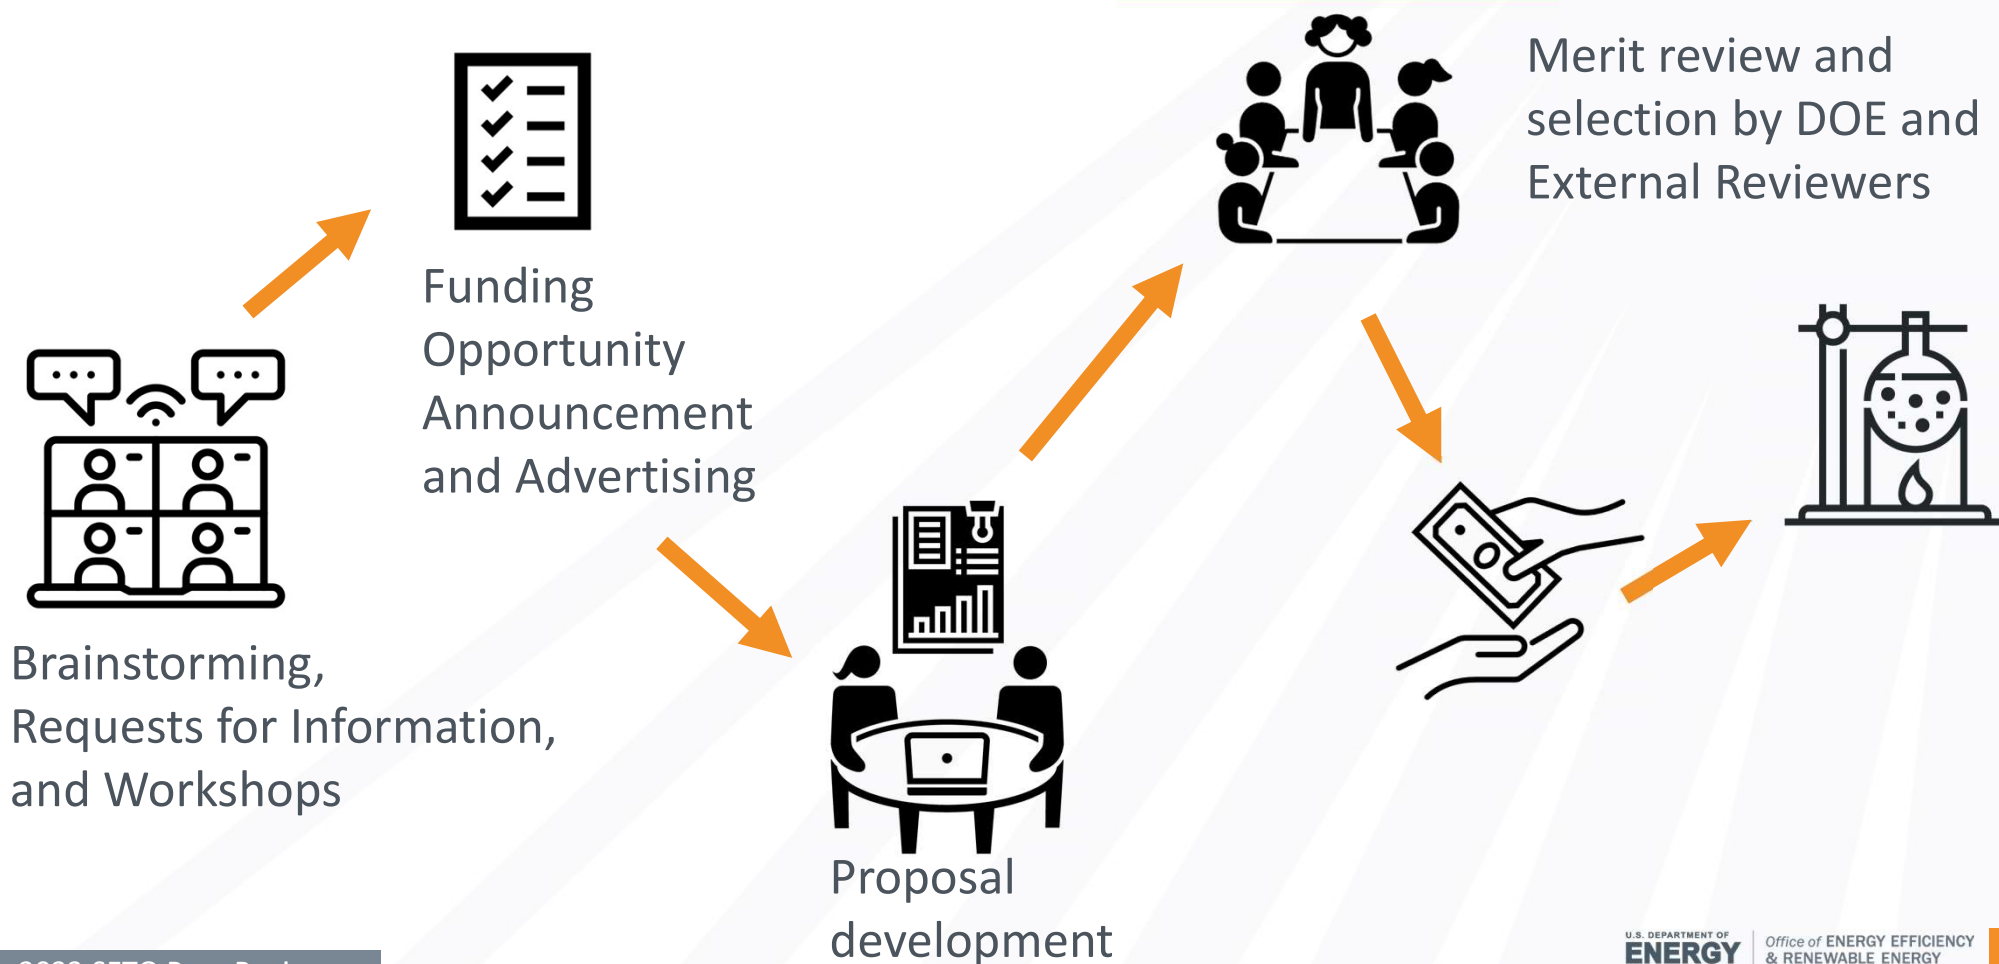 Merit review and
selection by DOE and
External Reviewers
Funding
Opportunity
Announcement
and Advertising
Brainstorming,
Requests for Information,
and Workshops
Proposal
development
U.S. DEPARTMENT OF
ENERGY
Office of ENERGY EFFICIENCY
& RENEWABLE ENERGY